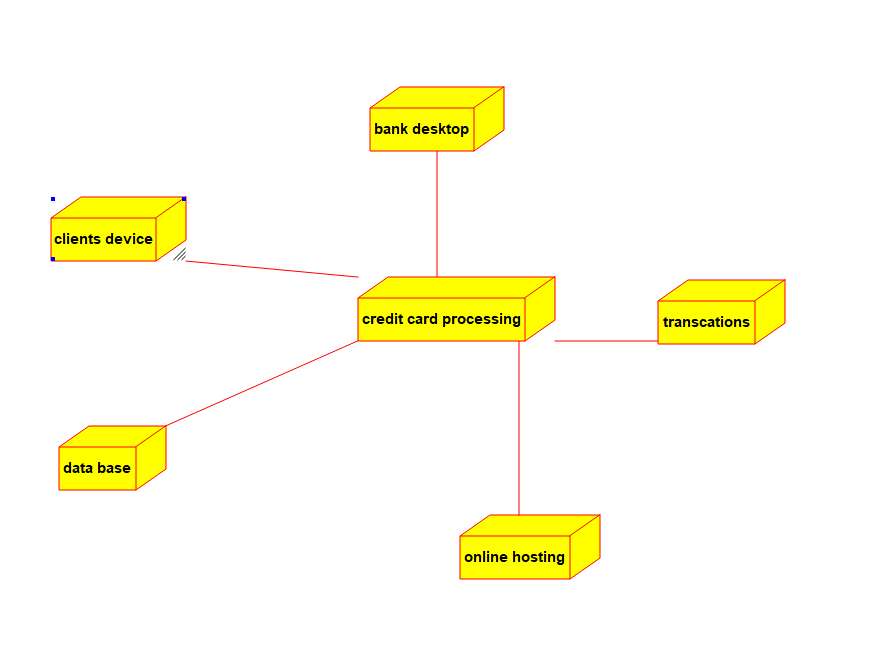 bank desktop
clients device
credit card processing
transcations
data base
online hosting